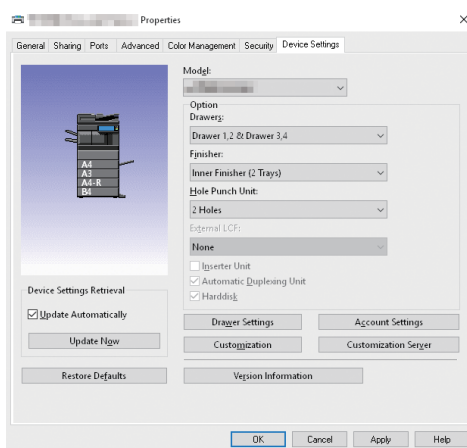 Properties
General Sharing Ports Advanced Color Management Security Device Settings
Model:
Option
Drawers:
Drawer 1,2 & Drawer 3,4
Finisher:
Inner Finisher (2 Trays)
Hole Punch Unit:
2 Holes
External LCF:
None
Inserter Unit
Automatic Duplexing Unit
Harddisk
A4
A3
A4-R
B4
Device Settings Retrieval
Update Automatically
Update Now
Drawer Settings Account Settings
Customization Customization Server
Restore Defaults Version Information
OK Cancel Apply Help